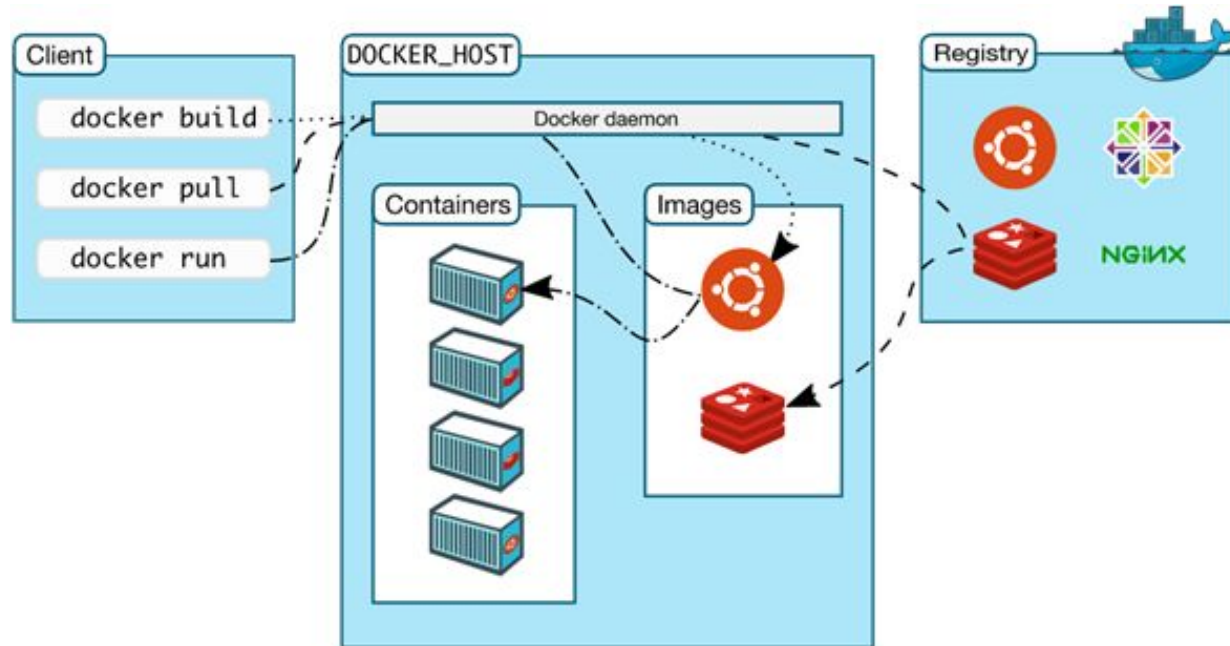 Client
docker build
docker pull
docker run
DOCKER_HOST
Docker daemon
Containers
Images
Registry
NGiNX